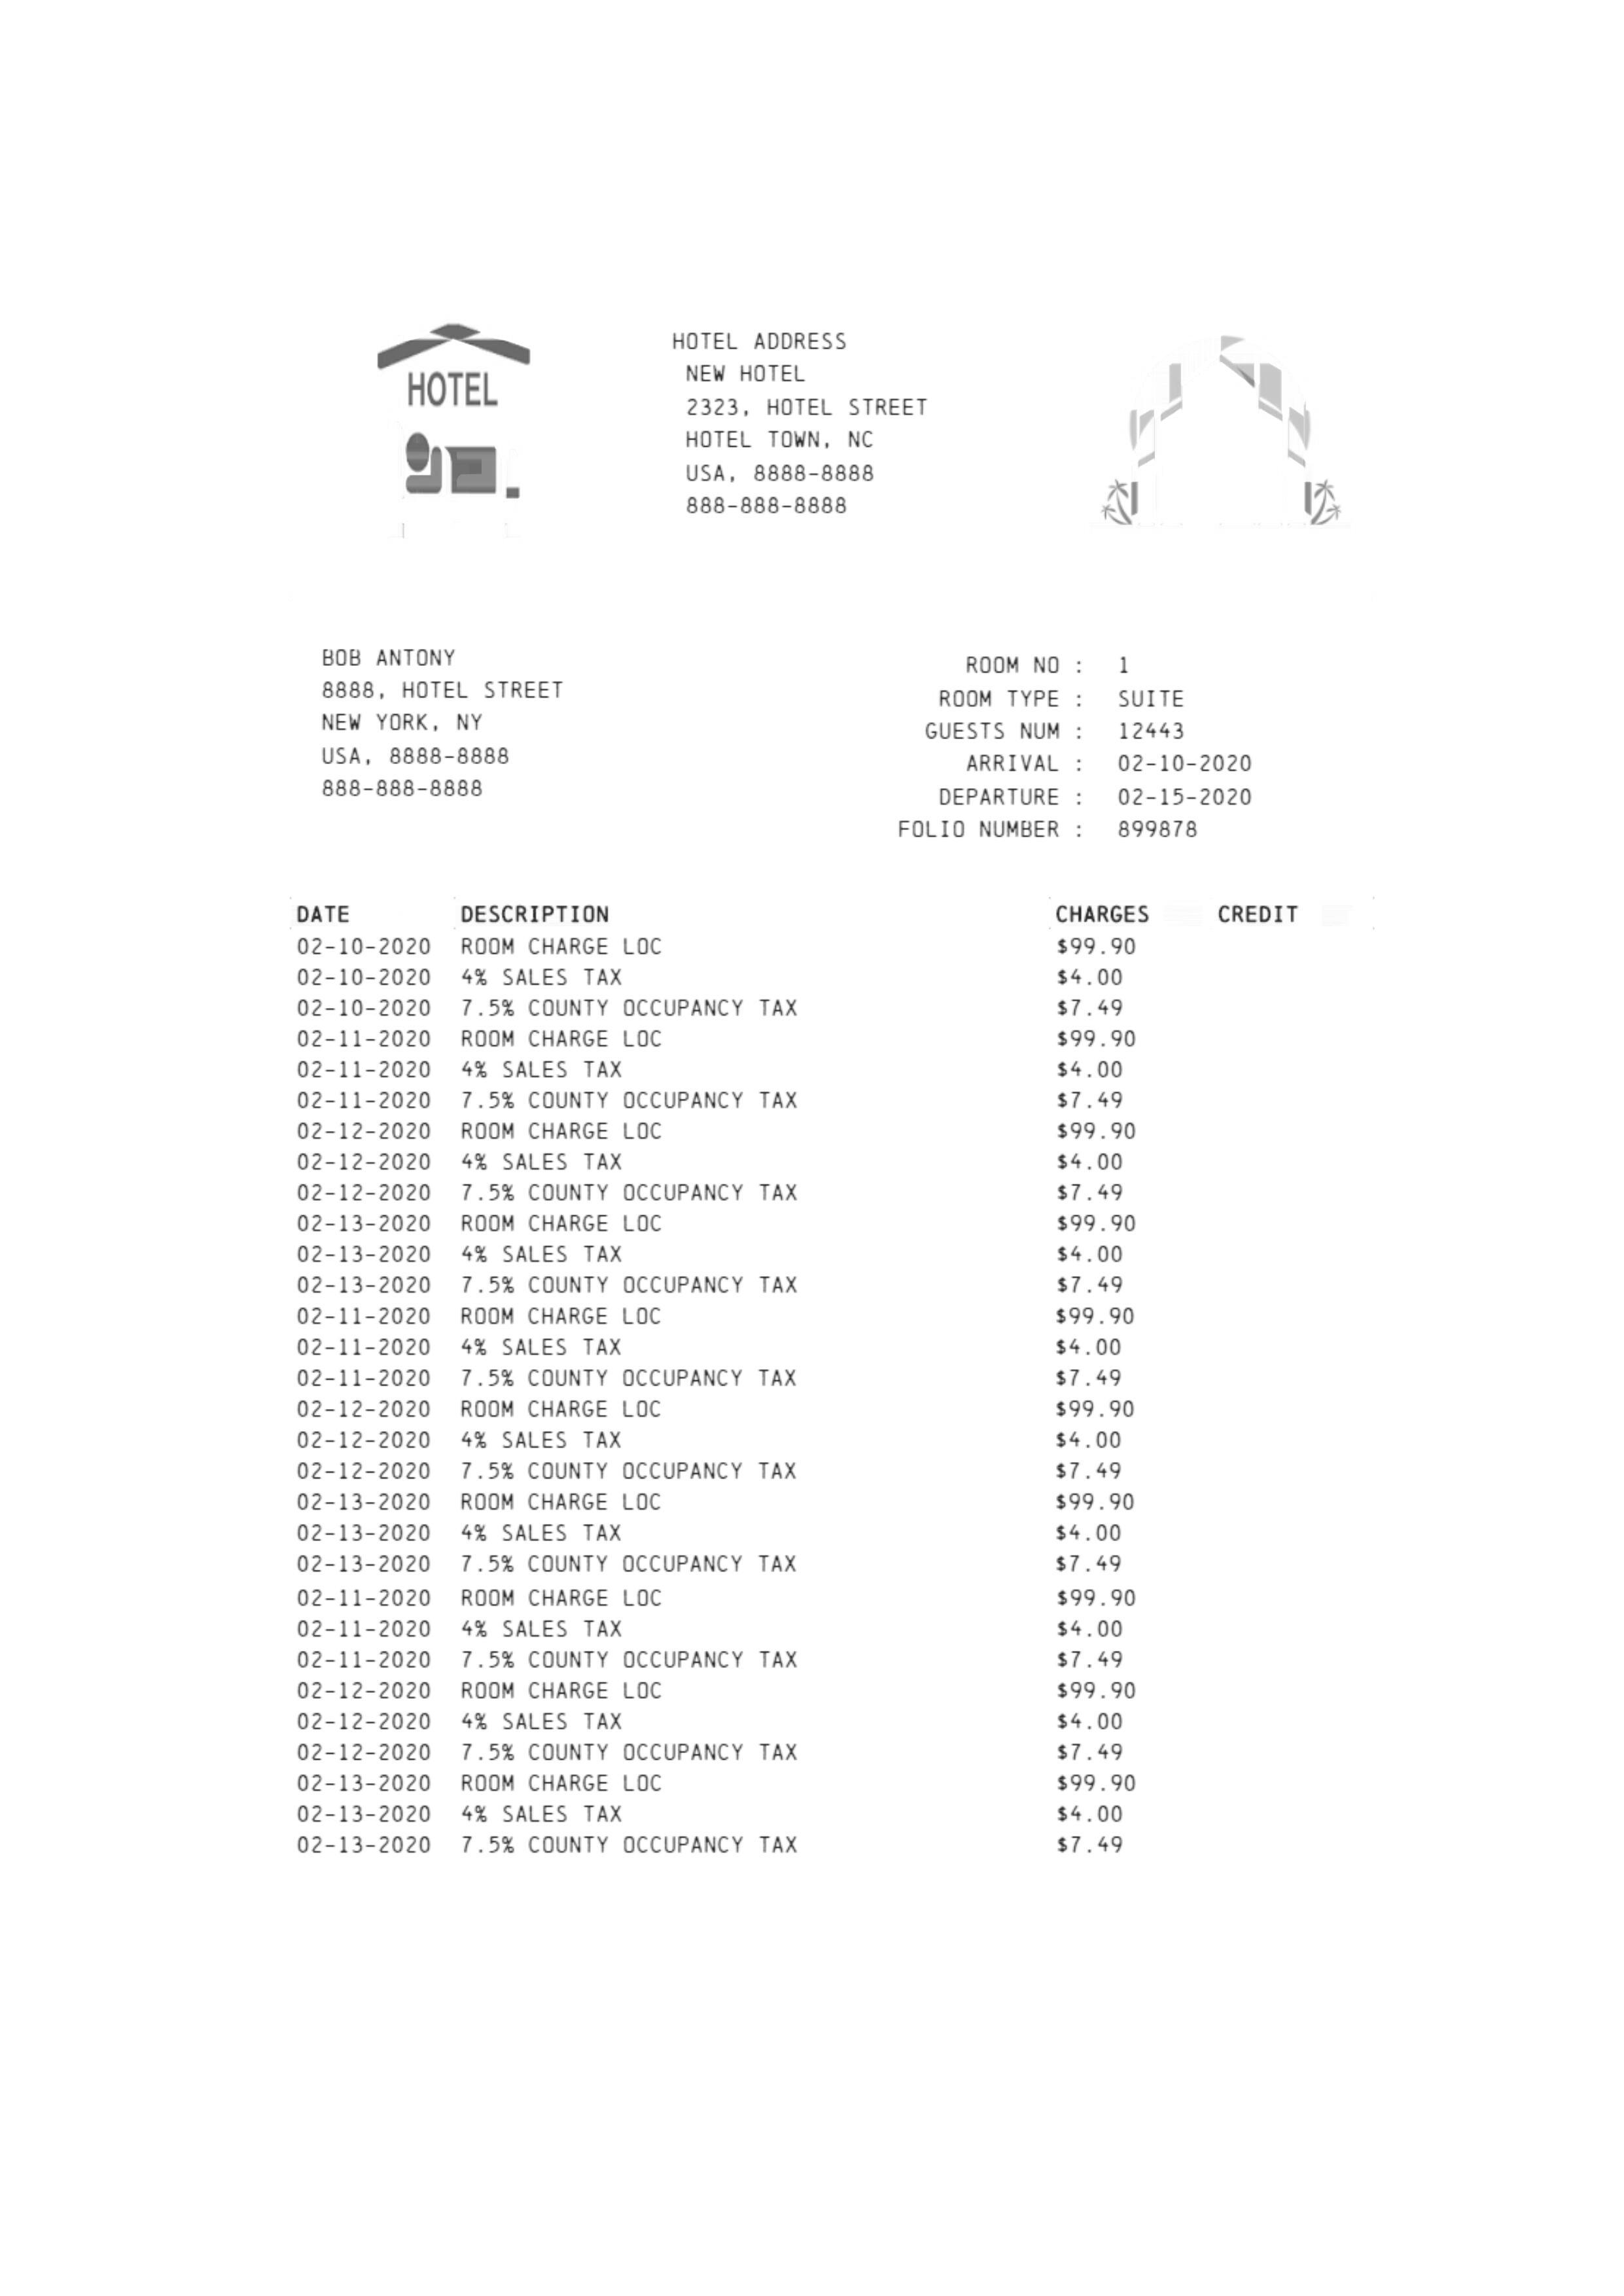 HOTEL
HOTEL ADDRESS
NEW HOTEL
2323, HOTEL STREET
HOTEL TOWN, NC
USA, 8888-8888
888-888-8888
BOB ANTONY
8888, HOTEL STREET
NEW YORK, NY
USA, 8888-8888
888-888-8888
ROOM NO : 1
ROOM TYPE : SUITE
GUESTS NUM : 12443
ARRIVAL : 02-10-2020
DEPARTURE : 02-15-2020
FOLIO NUMBER : 899878
DATE DESCRIPTION CHARGES CREDIT
02-10-2020 ROOM CHARGE LOC $99.90
02-10-2020 4% SALES TAX $4.00
02-10-2020 7.5% COUNTY OCCUPANCY TAX $7.49
02-11-2020 ROOM CHARGE LOC $99.90
02-11-2020 4% SALES TAX $4.00
02-11-2020 7.5% COUNTY OCCUPANCY TAX $7.49
02-12-2020 ROOM CHARGE LOC $99.90
02-12-2020 4% SALES TAX $4.00
02-12-2020 7.5% COUNTY OCCUPANCY TAX $7.49
02-13-2020 ROOM CHARGE LOC $99.90
02-13-2020 4% SALES TAX $4.00
02-13-2020 7.5% COUNTY OCCUPANCY TAX $7.49
02-11-2020 ROOM CHARGE LOC $99.90
02-11-2020 4% SALES TAX $4.00
02-11-2020 7.5% COUNTY OCCUPANCY TAX $7.49
02-12-2020 ROOM CHARGE LOC $99.90
02-12-2020 4% SALES TAX $4.00
02-12-2020 7.5% COUNTY OCCUPANCY TAX $7.49
02-13-2020 ROOM CHARGE LOC $99.90
02-13-2020 4% SALES TAX $4.00
02-13-2020 7.5% COUNTY OCCUPANCY TAX $7.49
02-11-2020 ROOM CHARGE LOC $99.90
02-11-2020 4% SALES TAX $4.00
02-11-2020 7.5% COUNTY OCCUPANCY TAX $7.49
02-12-2020 ROOM CHARGE LOC $99.90
02-12-2020 4% SALES TAX $4.00
02-12-2020 7.5% COUNTY OCCUPANCY TAX $7.49
02-13-2020 ROOM CHARGE LOC $99.90
02-13-2020 4% SALES TAX $4.00
02-13-2020 7.5% COUNTY OCCUPANCY TAX $7.49